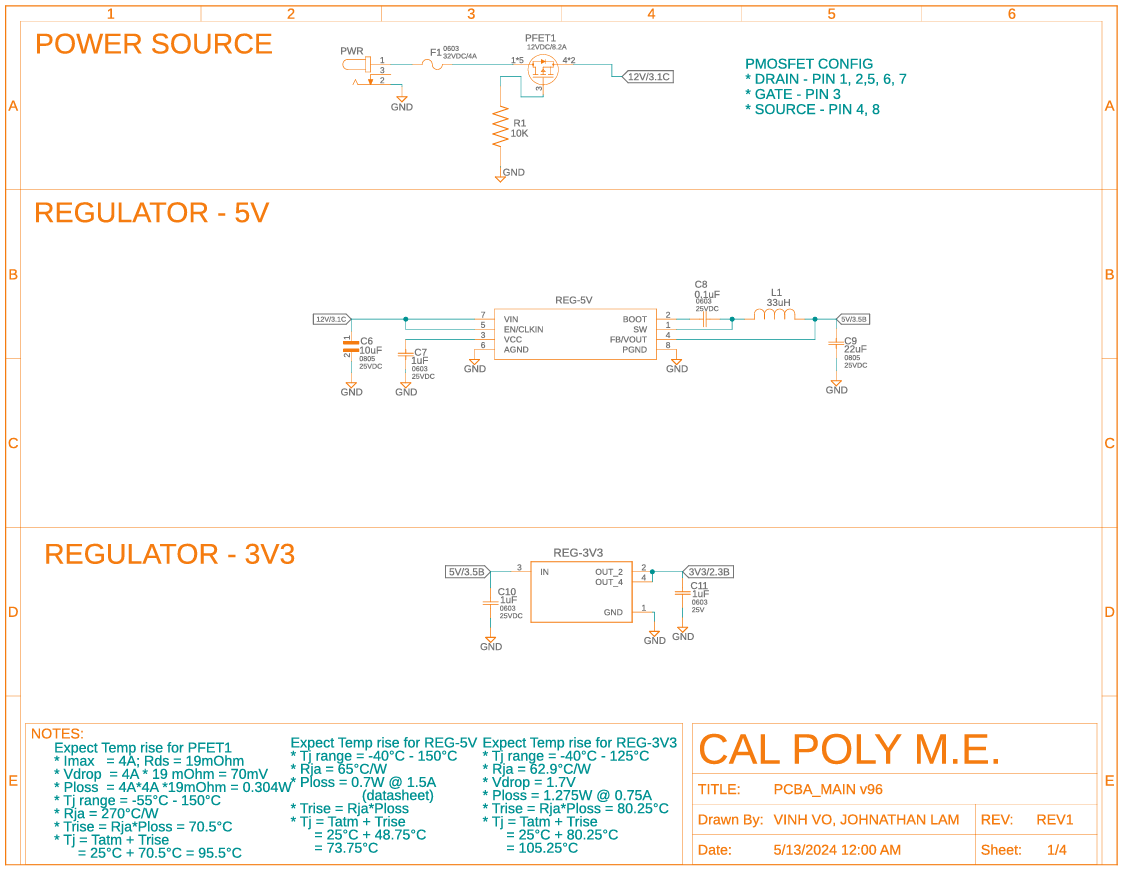 1 2 3 4 5 6
A
B
C
D
E
A
B
C
D
E
POWER SOURCE
PWR
1
3
2
GND
F1
0603
32VDC/4A
PFET1
12VDC/8.2A
1*5
4*2
3
12V/3.1C
R1
10K
GND
PMOSFET CONFIG
* DRAIN - PIN 1, 2,5, 6, 7
* GATE - PIN 3
* SOURCE - PIN 4, 8
REGULATOR - 5V
12V/3.1C
1
2
C6
10uF
0805
25VDC
GND
C7
1uF
0603
25VDC
GND
REG-5V
7
5
3
6
VIN
EN/CLKIN
VCC
AGND
GND
BOOT
SW
FB/VOUT
PGND
2
1
4
8
GND
C8
0.1uF
0603
25VDC
L1
33uH
5V/3.5B
C9
22uF
0805
25VDC
GND
REGULATOR - 3V3
REG-3V3
5V/3.5B
3
IN
OUT_2
OUT_4
GND
2
4
1
3V3/2.3B
C10
1uF
0603
25VDC
GND
GND
C11
1uF
0603
25V
GND
NOTES:
Expect Temp rise for PFET1
* Imax = 4A; Rds = 19mOhm
* Vdrop = 4A * 19 mOhm = 70mV
* Ploss = 4A*4A *19mOhm = 0.304W
* Tj range = -55°C - 150°C
* Rja = 270°C/W
* Trise = Rja*Ploss = 70.5°C
* Tj = Tatm + Trise
= 25°C + 70.5°C = 95.5°C
Expect Temp rise for REG-5V
* Tj range = -40°C - 150°C
* Rja = 65°C/W
* Ploss = 0.7W @ 1.5A
(datasheet)
* Trise = Rja*Ploss
* Tj = Tatm + Trise
= 25°C + 48.75°C
= 73.75°C
Expect Temp rise for REG-3V3
* Tj range = -40°C - 125°C
* Rja = 62.9°C/W
* Vdrop = 1.7V
* Ploss = 1.275W @ 0.75A
* Trise = Rja*Ploss = 80.25°C
* Tj = Tatm + Trise
= 25°C + 80.25°C
= 105.25°C
CAL POLY M.E.
TITLE: PCBA_MAIN v96
Drawn By: VINH VO, JOHNATHAN LAM REV: REV1
Date: 5/13/2024 12:00 AM Sheet: 1/4